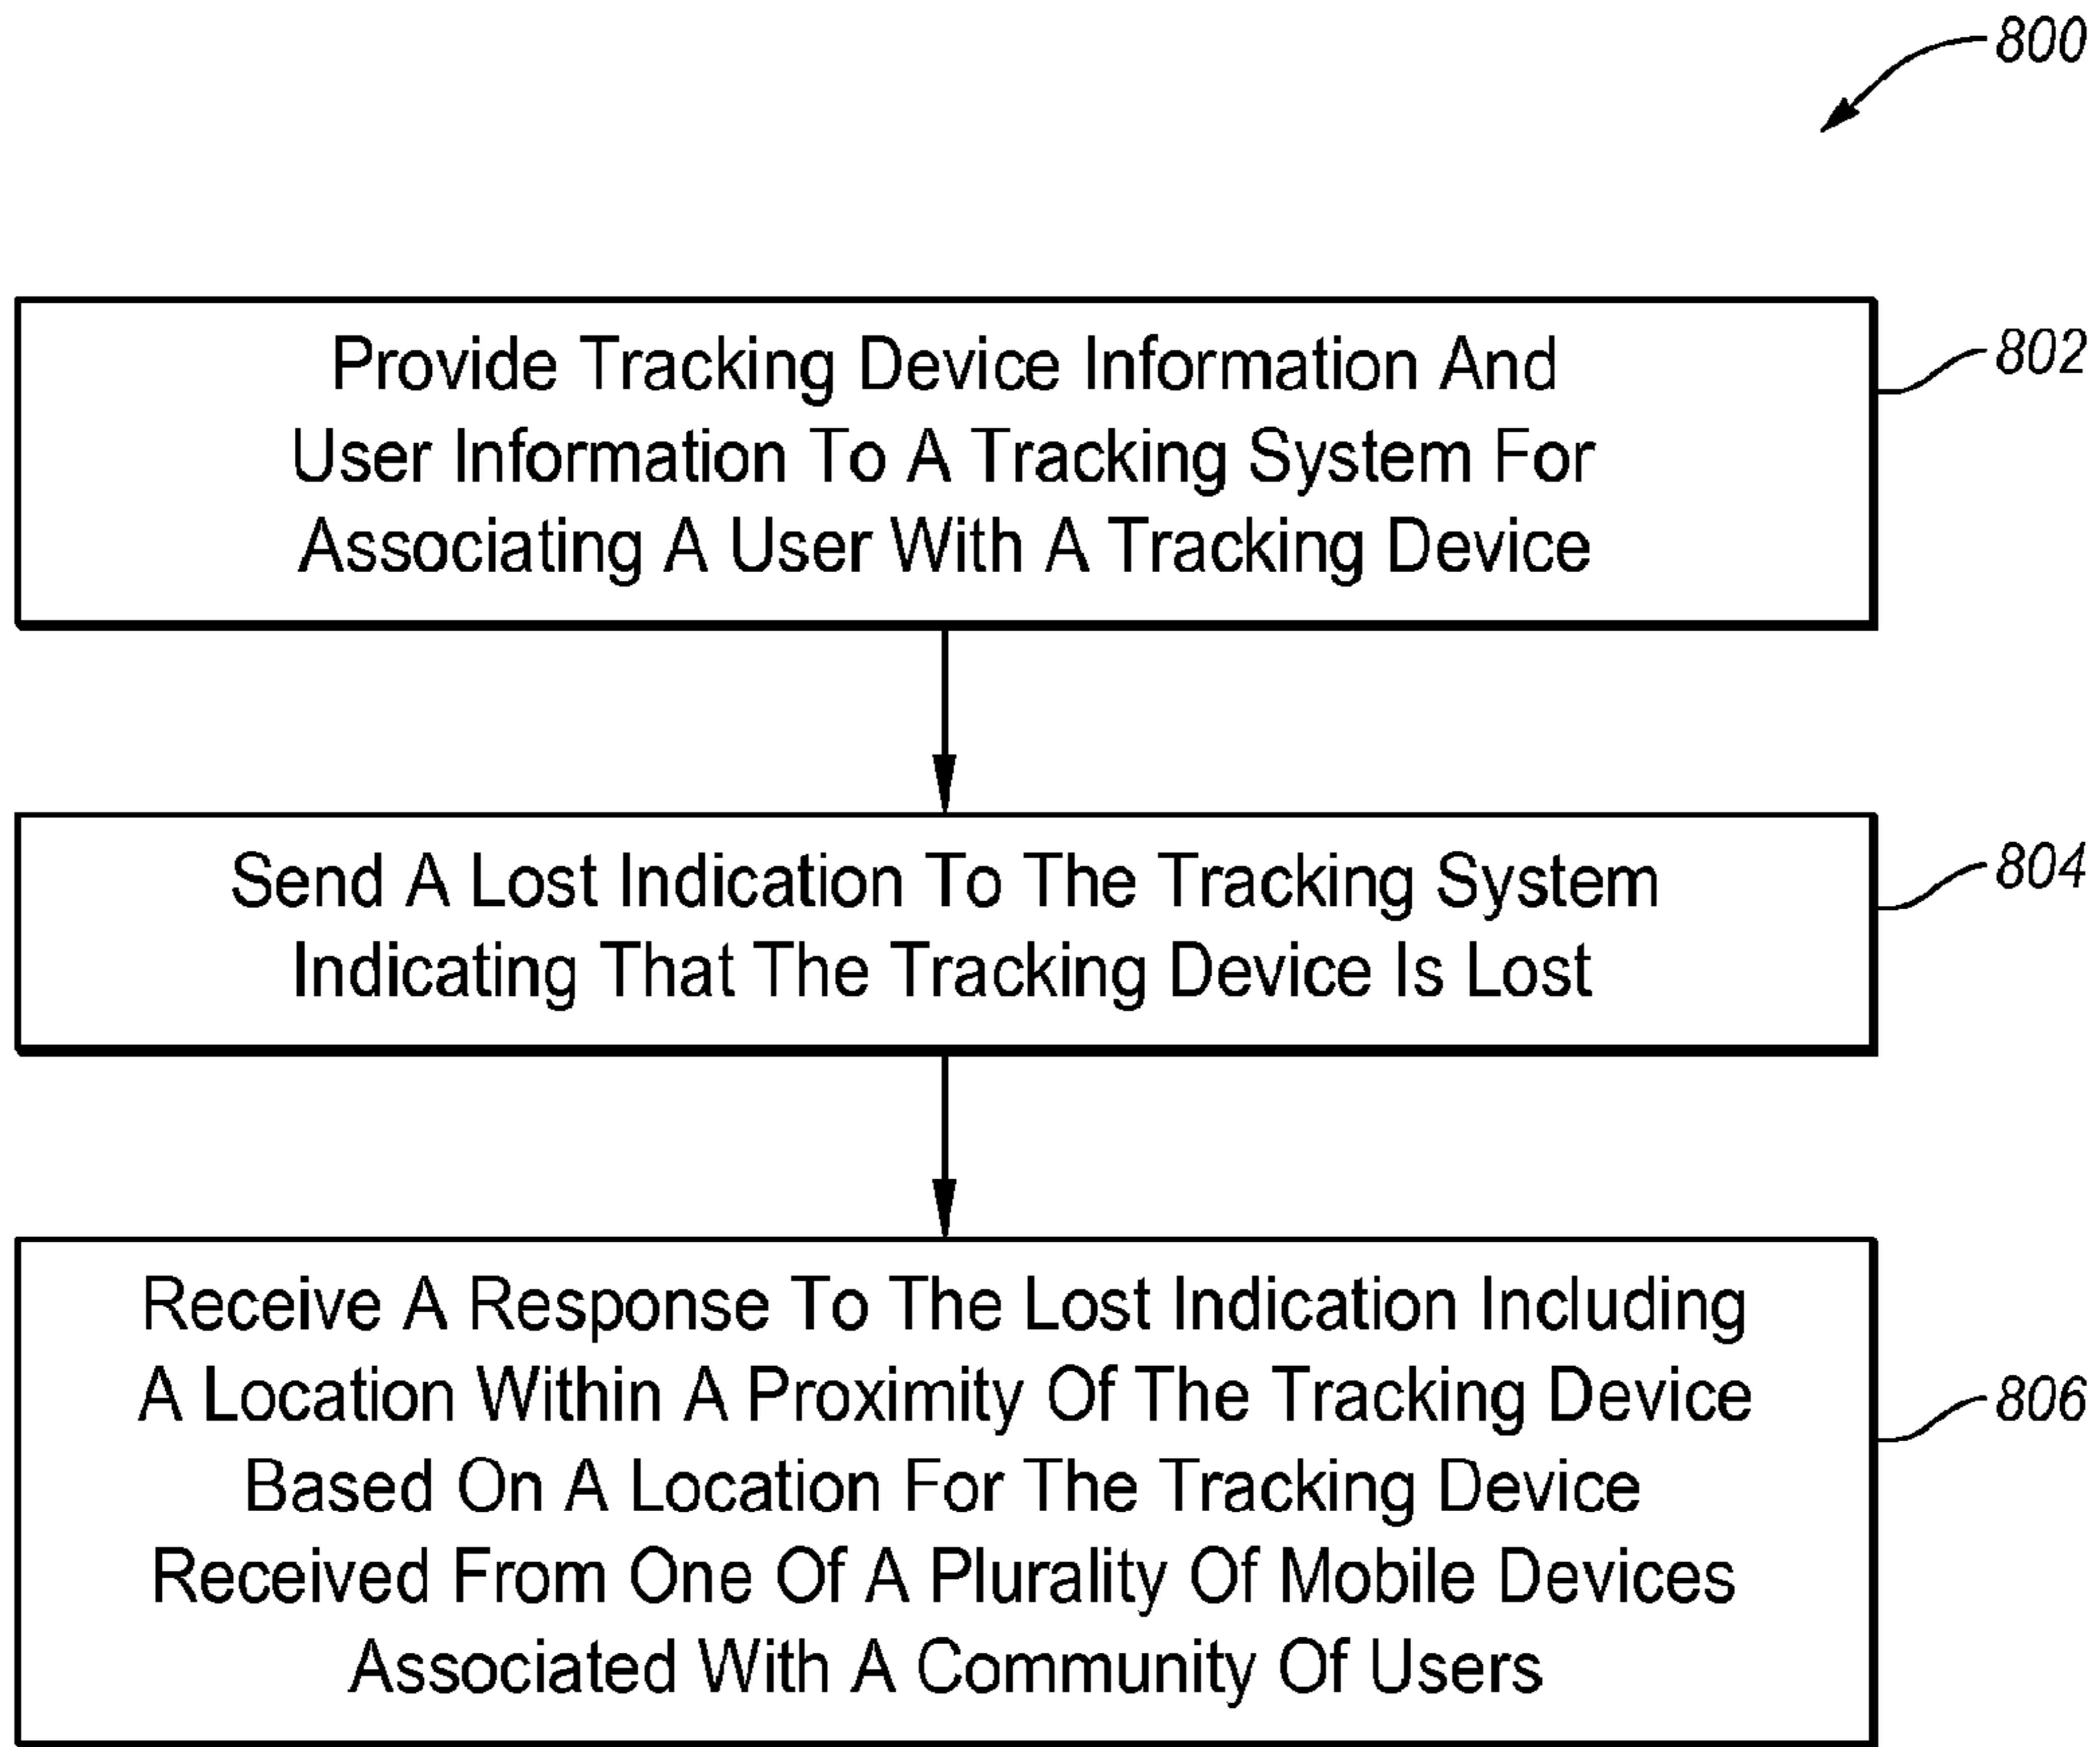 800
Provide Tracking Device Information And
User Information To A Tracking System For
Associating A User With A Tracking Device
802
Send A Lost Indication To The Tracking System
Indicating That The Tracking Device Is Lost
804
Receive A Response To The Lost Indication Including
A Location Within A Proximity Of The Tracking Device
Based On A Location For The Tracking Device
Received From One Of A Plurality Of Mobile Devices
Associated With A Community Of Users
806